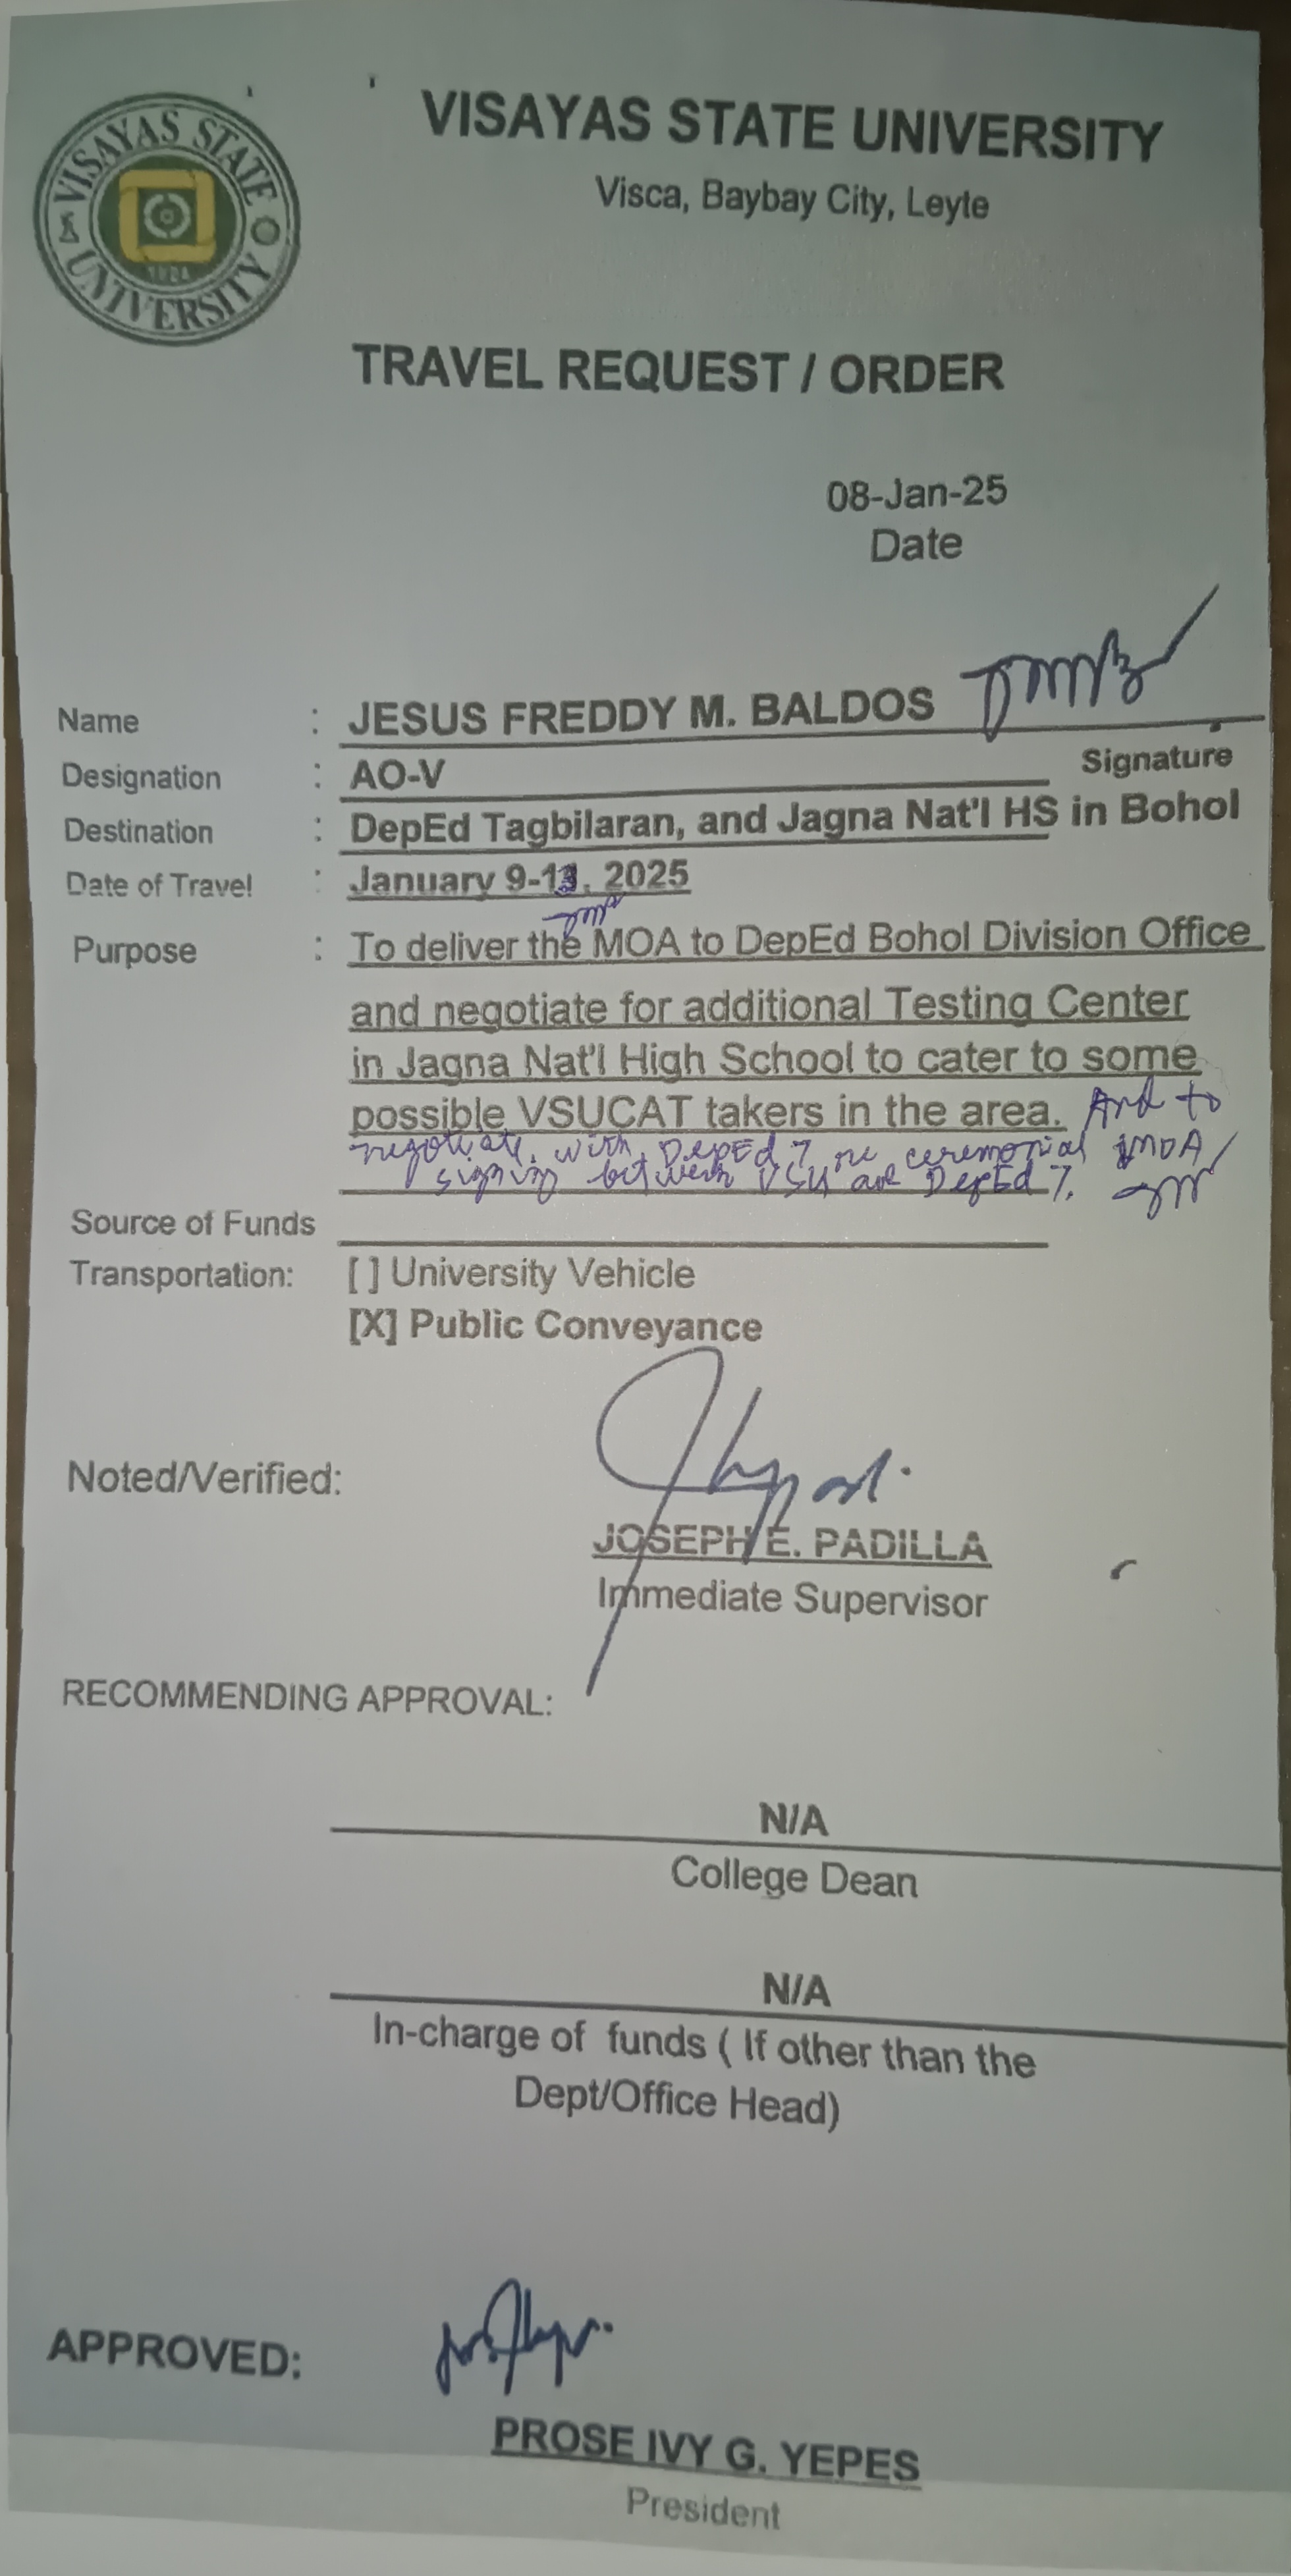 VISAYAS STATE UNIVERSITY
VISAYAS STATE UNIVERSITY
Visca, Baybay City, Leyte
TRAVEL REQUEST / ORDER
08-Jan-25
Date
Name : JESUS FREDDY M. BALDOS
Signature
Designation : AO-V
Destination : DepEd Tagbilaran, and Jagna Nat'l HS in Bohol
Date of Travel : January 9-13, 2025
Purpose : To deliver the MOA to DepEd Bohol Division Office
and negotiate for additional Testing Center
in Jagna Nat'l High School to cater to some
possible VSUCAT takers in the area. And to
negotiate with DepEd 7 re ceremonial MOA
signing between VSU and DepEd 7.
Source of Funds
Transportation: [ ] University Vehicle
[X] Public Conveyance
Noted/Verified:
JOSEPH E. PADILLA
Immediate Supervisor
RECOMMENDING APPROVAL:
N/A
College Dean
N/A
In-charge of funds ( If other than the
Dept/Office Head)
APPROVED:
PROSE IVY G. YEPES
President